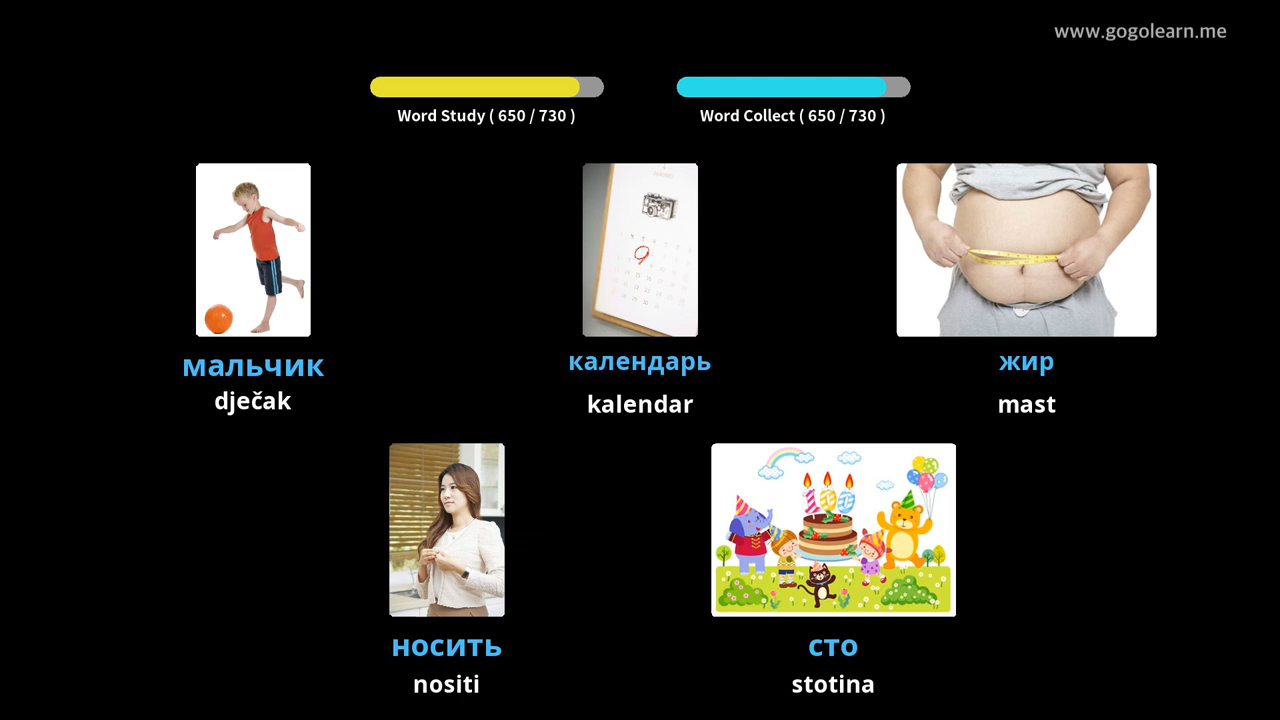 www.gogolearn.me
Word Study ( 650 / 730 )
Word Collect ( 650 / 730 )
мальчик
dječak
календарь
kalendar
жир
mast
носить
nositi
сто
stotina